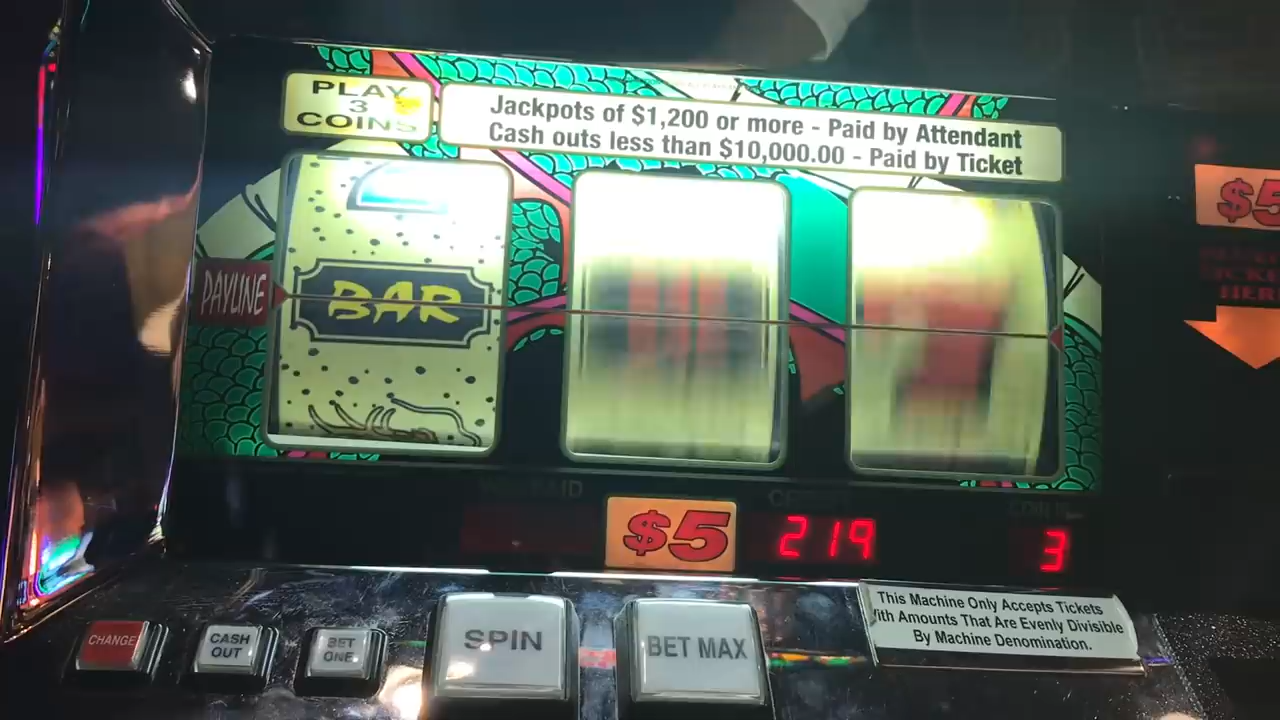 PLAY
3
COINS
Jackpots of $1,200 or more - Paid by Attendant
Cash outs less than $10,000.00 - Paid by Ticket
$5
PAYLINE
BAR
HERE
$5
219
3
CHANGE
CASH
OUT
BET
ONE
SPIN
BET MAX
This Machine Only Accepts Tickets
With Amounts That Are Evenly Divisible
By Machine Denomination.